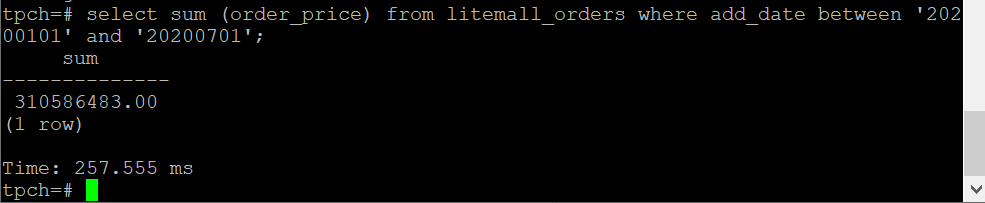 tpch=# select sum (order_price) from litemall_orders where add_date between '202
00101' and '20200701';
sum
--------------
310586483.00
(1 row)
Time: 257.555 ms
tpch=#